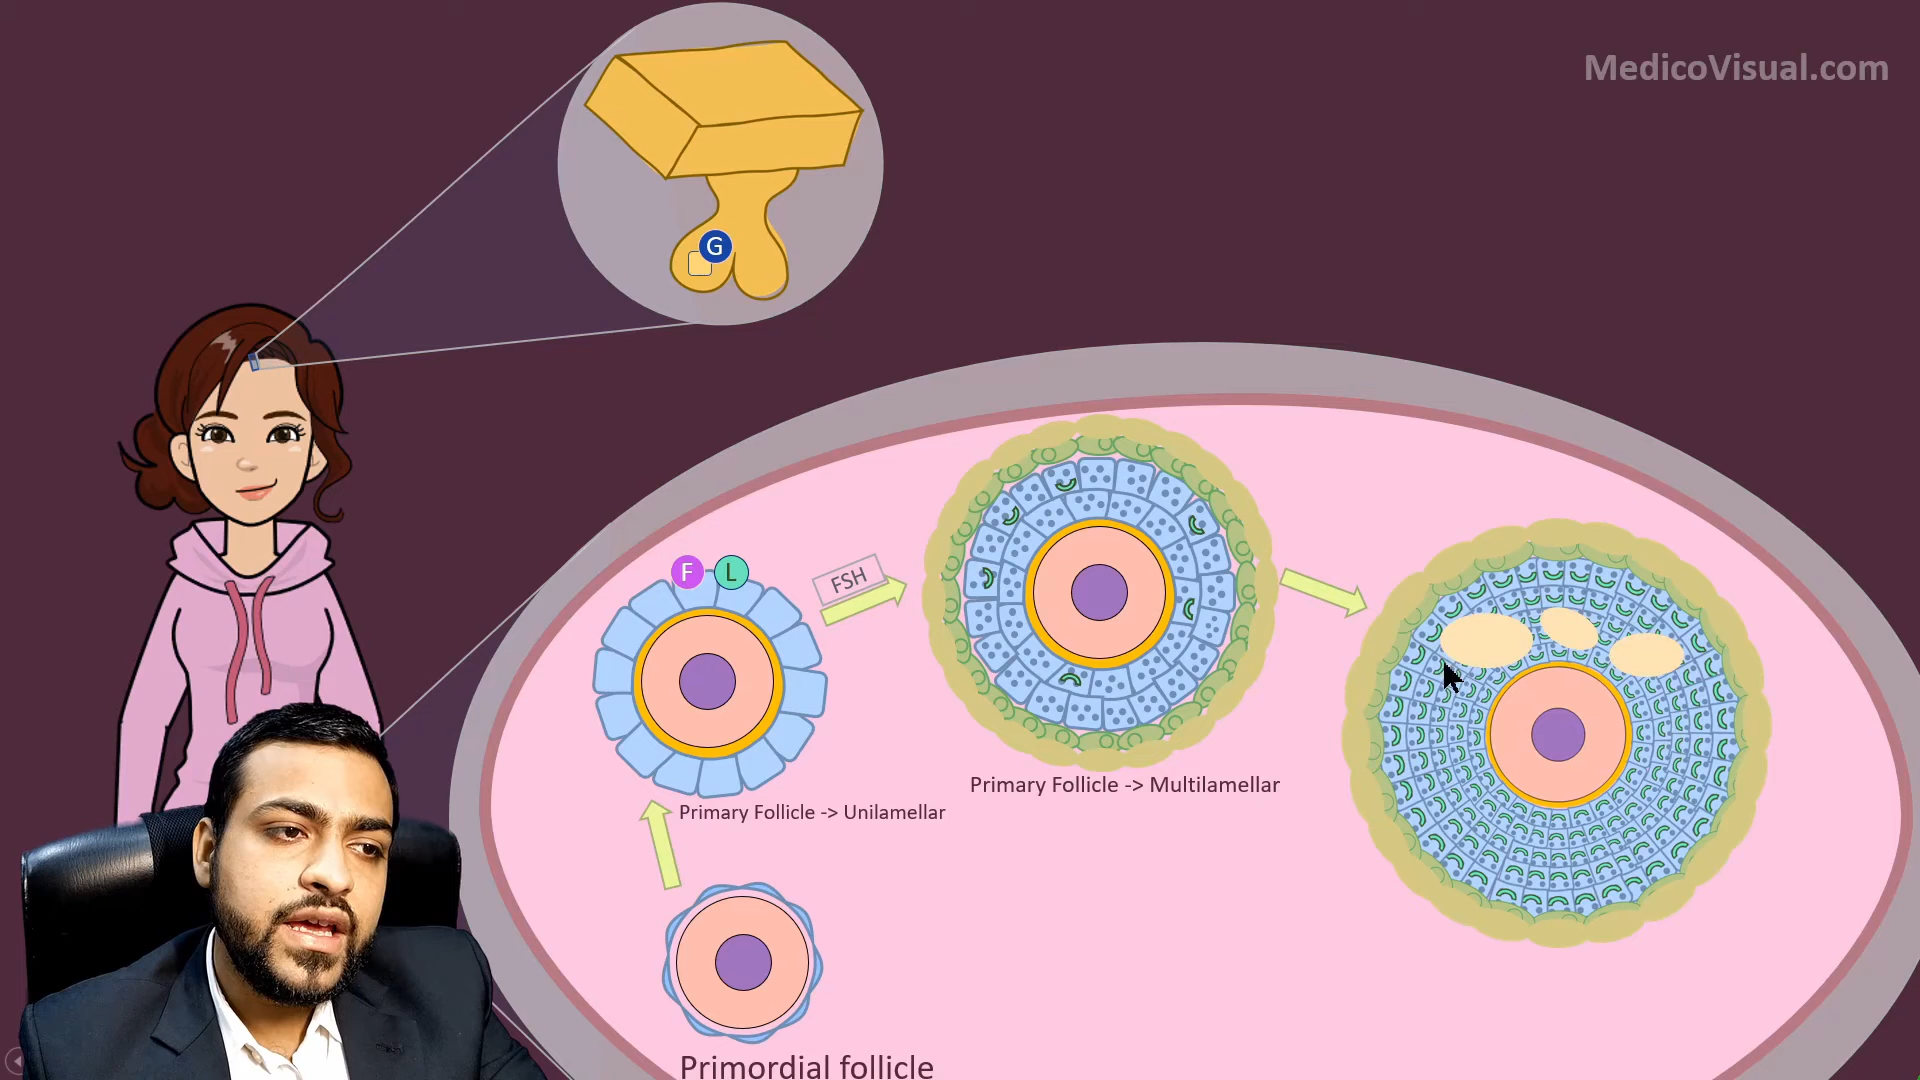 MedicoVisual.com
G
F
L
FSH
Primary Follicle -> Multilamellar
Primary Follicle -> Unilamellar
Primordial follicle